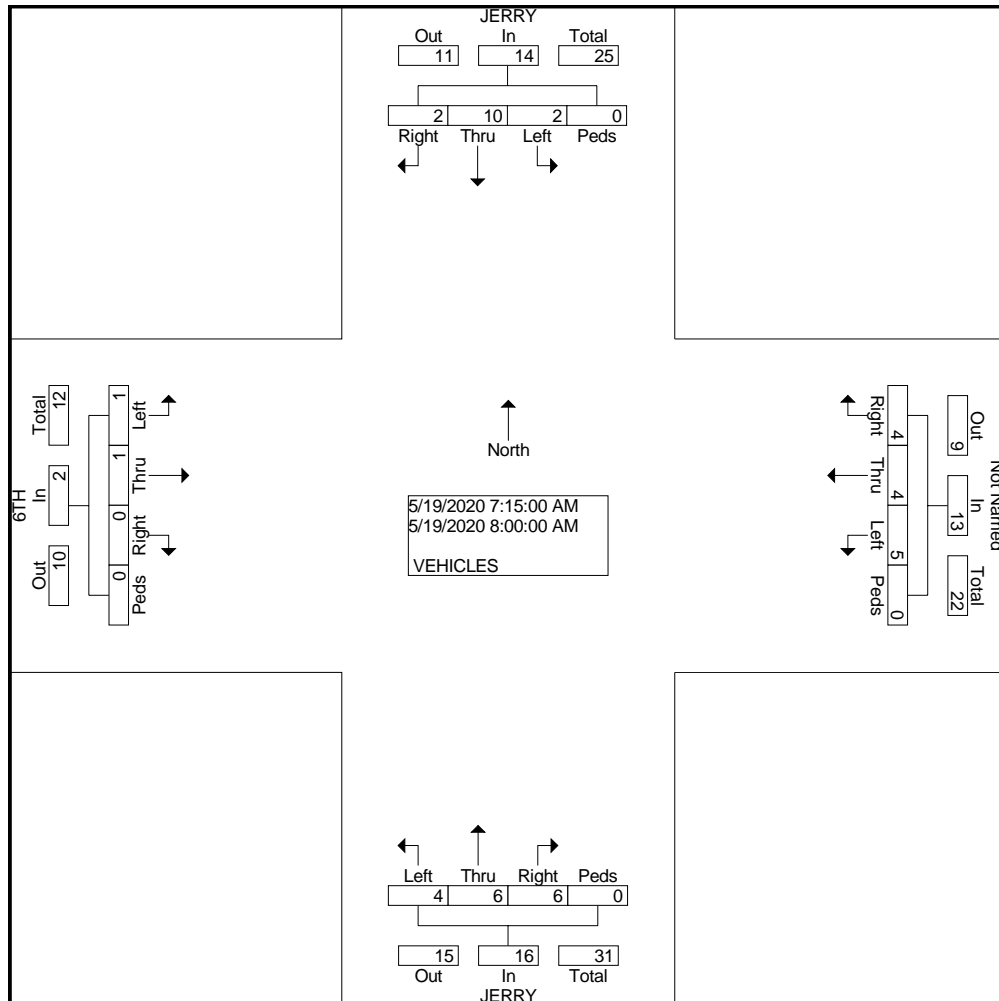 JERRY
Out In Total
11 14 25
2 10 2 0
Right Thru Left Peds
Total 12
In 2
Out 10
6TH
1 1 0 0
Left Thru Right Peds
North
5/19/2020 7:15:00 AM
5/19/2020 8:00:00 AM
VEHICLES
Right Thru Left Peds
4 4 5 0
Out 9
In 13
Total 22
Not Named
Left Thru Right Peds
4 6 6 0
15 16 31
Out In Total
JERRY